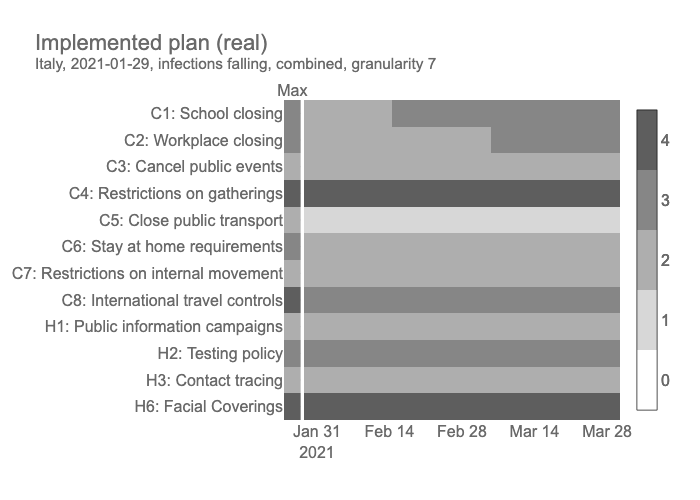 Implemented plan (real)
Italy, 2021-01-29, infections falling, combined, granularity 7
Max
C1: School closing
C2: Workplace closing
C3: Cancel public events
C4: Restrictions on gatherings
C5: Close public transport
C6: Stay at home requirements
C7: Restrictions on internal movement
C8: International travel controls
H1: Public information campaigns
H2: Testing policy
H3: Contact tracing
H6: Facial Coverings
Jan 31 Feb 14 Feb 28 Mar 14 Mar 28
2021
4
3
2
1
0